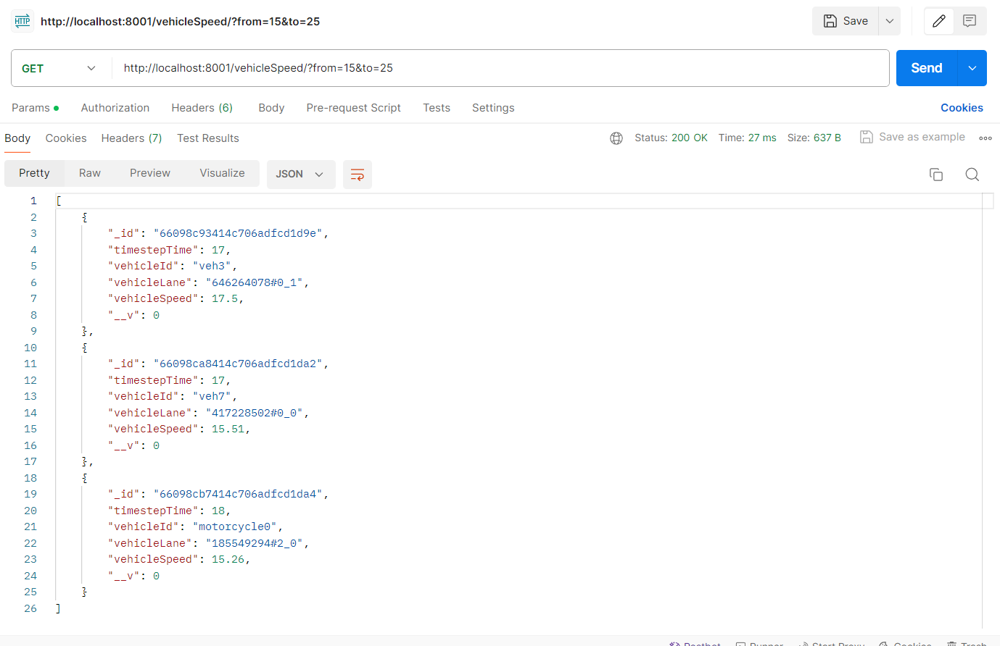 HTTP http://localhost:8001/vehicleSpeed/?from=15&to=25 Save
GET http://localhost:8001/vehicleSpeed/?from=15&to=25 Send
Params Authorization Headers (6) Body Pre-request Script Tests Settings Cookies
Body Cookies Headers (7) Test Results Status: 200 OK Time: 27 ms Size: 637 B Save as example
Pretty Raw Preview Visualize JSON
1 [
2 {
3 "_id": "66098c93414c706adfcd1d9e",
4 "timestepTime": 17,
5 "vehicleId": "veh3",
6 "vehicleLane": "646264078#0_1",
7 "vehicleSpeed": 17.5,
8 "__v": 0
9 },
10 {
11 "_id": "66098ca8414c706adfcd1da2",
12 "timestepTime": 17,
13 "vehicleId": "veh7",
14 "vehicleLane": "417228502#0_0",
15 "vehicleSpeed": 15.51,
16 "__v": 0
17 },
18 {
19 "_id": "66098cb7414c706adfcd1da4",
20 "timestepTime": 18,
21 "vehicleId": "motorcycle0",
22 "vehicleLane": "185549294#2_0",
23 "vehicleSpeed": 15.26,
24 "__v": 0
25 }
26 ]
Postbot Runner Start Proxy Cookies Trash